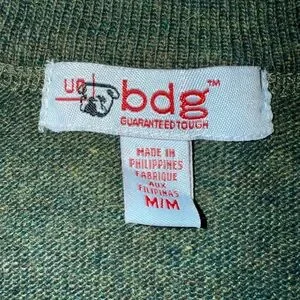 UO
bdg™
GUARANTEED TOUGH
MADE IN
PHILIPPINES
FABRIQUE
AUX
FILIPINAS
M/M